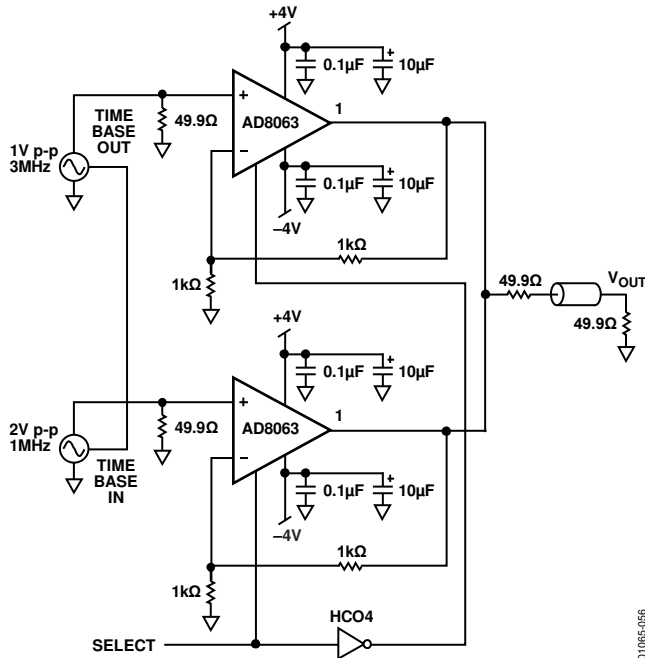 +4V
0.1µF
+
10µF
TIME
BASE
OUT
49.9Ω
+
AD8063
1
–
1V p-p
3MHz
0.1µF
+
10µF
–4V
1kΩ
1kΩ
+4V
49.9Ω
VOUT
49.9Ω
0.1µF
+
10µF
2V p-p
1MHz
49.9Ω
+
AD8063
1
–
TIME
BASE
IN
0.1µF
+
10µF
–4V
1kΩ
1kΩ
HCO4
SELECT
01065-056